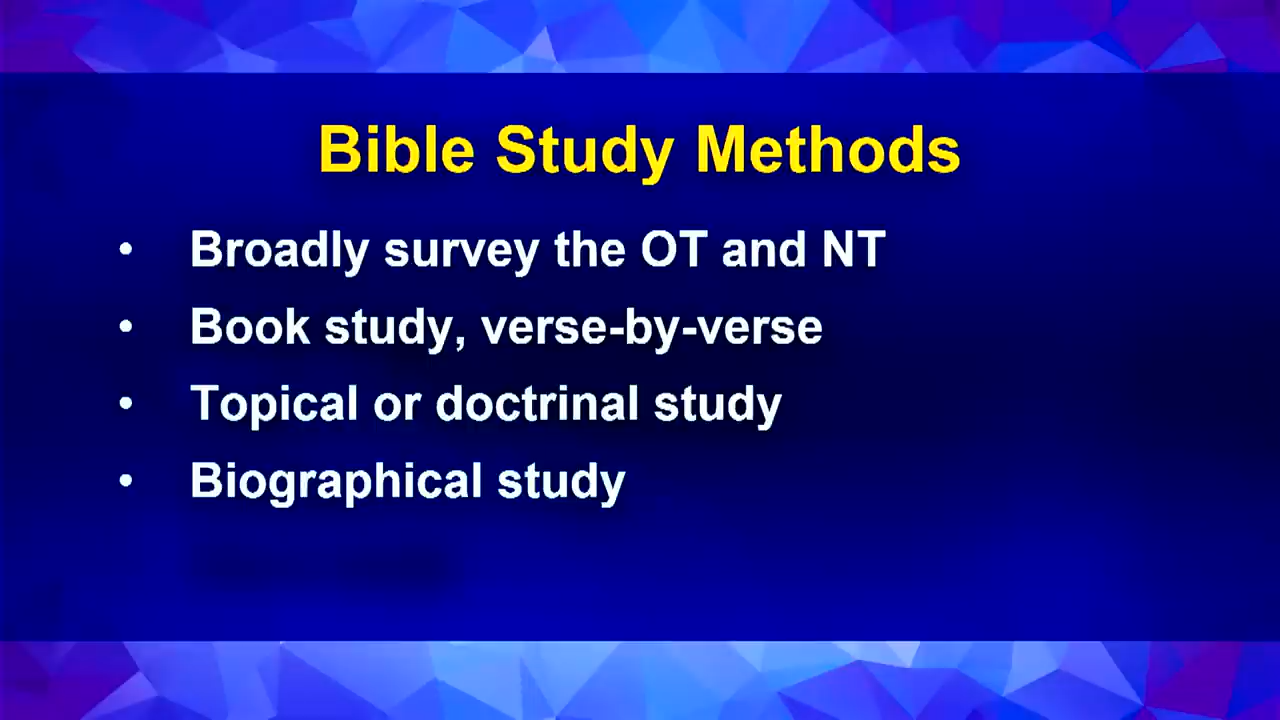 Bible Study Methods
• Broadly survey the OT and NT
• Book study, verse-by-verse
• Topical or doctrinal study
• Biographical study